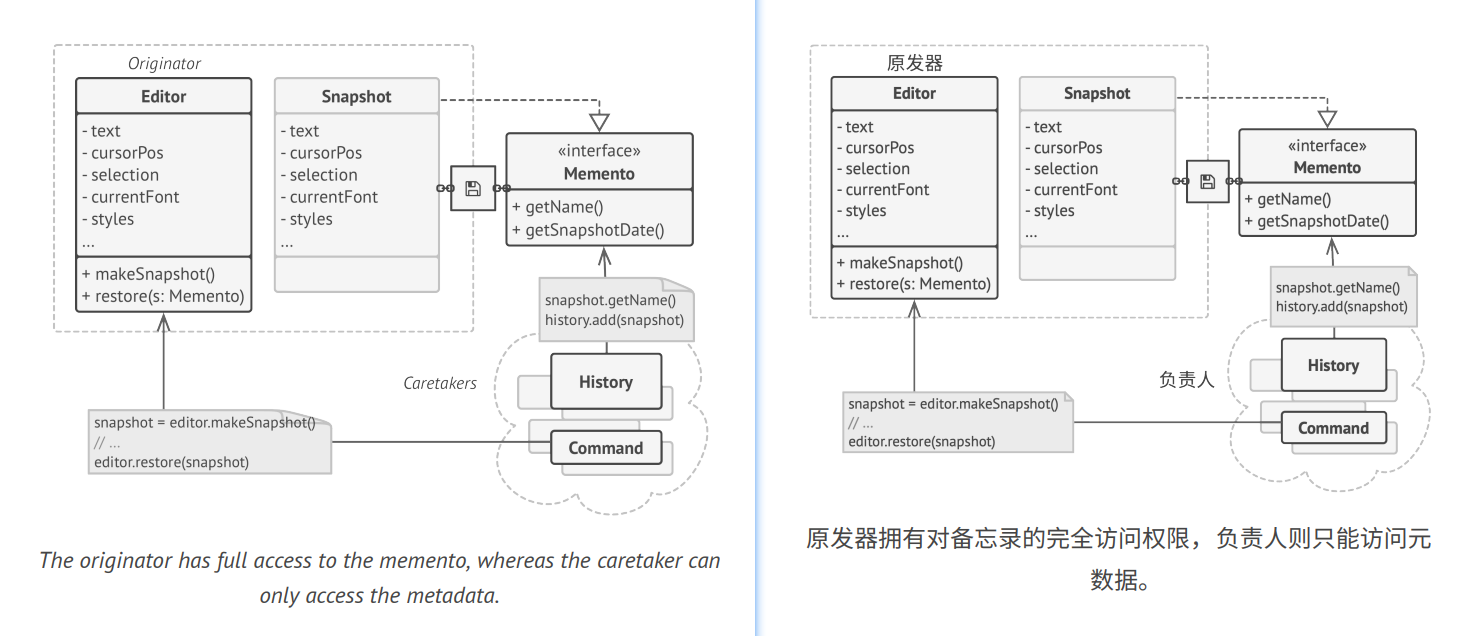 Originator
Editor
- text
- cursorPos
- selection
- currentFont
- styles
...
+ makeSnapshot()
+ restore(s: Memento)
Snapshot
- text
- cursorPos
- selection
- currentFont
- styles
...
«interface»
Memento
+ getName()
+ getSnapshotDate()
snapshot.getName()
history.add(snapshot)
Caretakers
History
Command
snapshot = editor.makeSnapshot()
// ...
editor.restore(snapshot)
The originator has full access to the memento, whereas the caretaker can
only access the metadata.
原发器
Editor
- text
- cursorPos
- selection
- currentFont
- styles
...
+ makeSnapshot()
+ restore(s: Memento)
Snapshot
- text
- cursorPos
- selection
- currentFont
- styles
...
«interface»
Memento
+ getName()
+ getSnapshotDate()
snapshot.getName()
history.add(snapshot)
负责人
History
Command
snapshot = editor.makeSnapshot()
// ...
editor.restore(snapshot)
原发器拥有对备忘录的完全访问权限，负责人则只能访问元
数据。